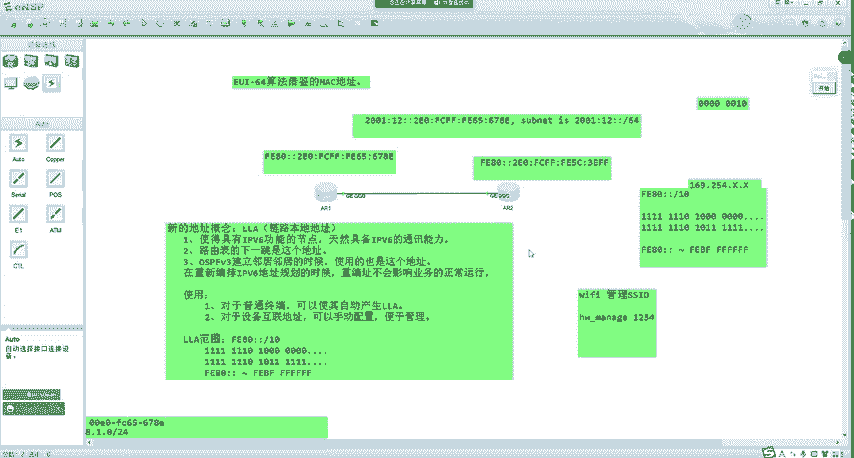 eNSP
EUI-64算法借鉴的MAC地址。
0000 0010
2001:12::2E0:FCFF:FE65:678E, subnet is 2001:12::/64
FE80::2E0:FCFF:FE65:678E
FE80::2E0:FCFF:FE5C:3BFF
AR1
AR2
169.254.X.X
FE80::/10
1111 1110 1000 0000....
1111 1110 1011 1111....
FE80:: ~ FEBF FFFFFF
新的地址概念：LLA（链路本地地址）
1、使得具有IPV6功能的节点，天然具备IPV6的通讯能力。
2、路由表的下一跳是这个地址。
3、OSPFv3建立邻居邻居的时候，使用的也是这个地址。
在重新编排IPV6地址规划的时候，重编址不会影响业务的正常运行。
使用：
1、对于普通终端，可以使其自动产生LLA。
2、对于设备互联地址，可以手动配置，便于管理。
LLA范围：FE80::/10
1111 1110 1000 0000....
1111 1110 1011 1111....
FE80:: ~ FEBF FFFFFF
wifi 管理SSID
hw_manage 1234
Auto
Copper
Serial
POS
E1
ATM
CTL
Auto
自动选择接口连接设备。
00e0-fc65-678e
8.1.0/24